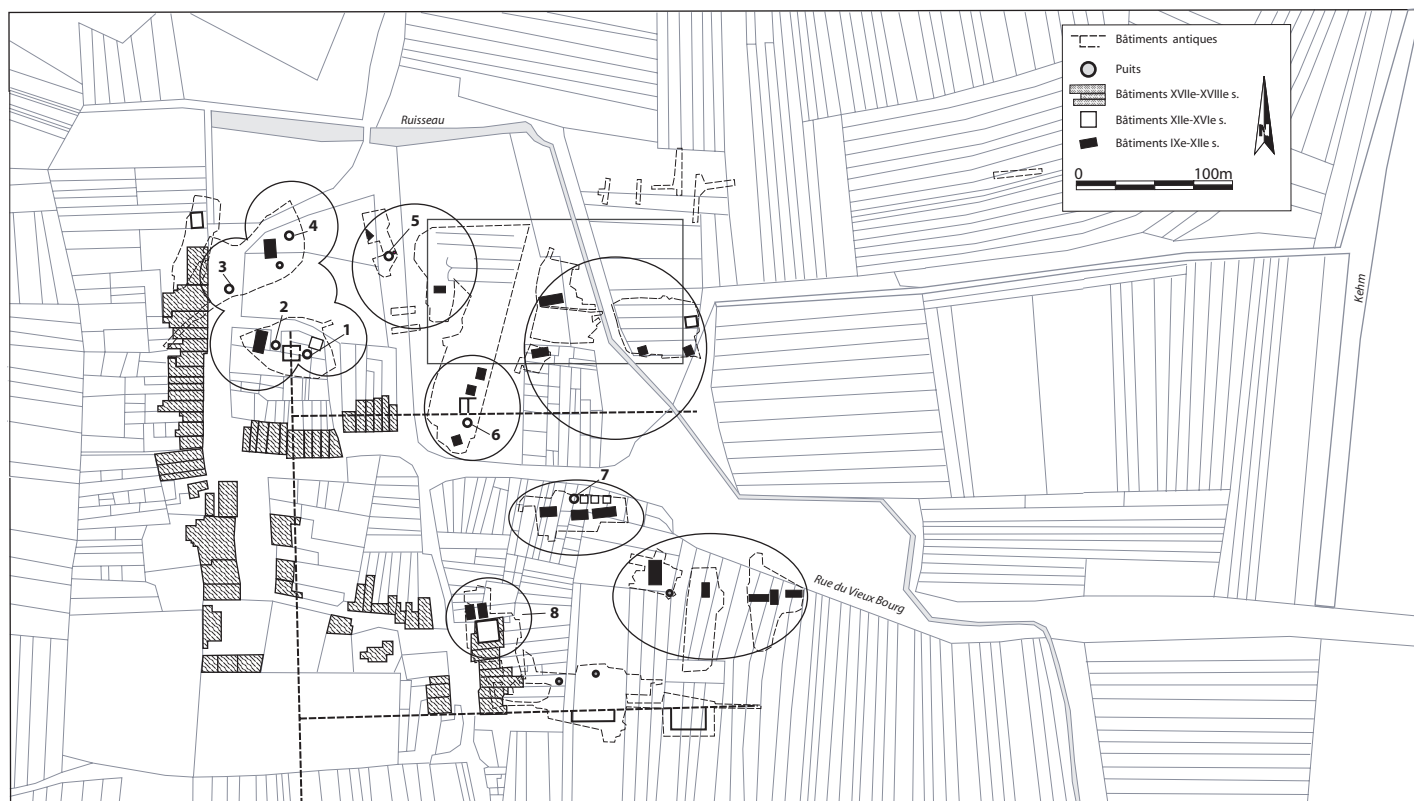 Bâtiments antiques
Puits
Bâtiments XVIIe-XVIIIe s.
Bâtiments XIIe-XVIe s.
Bâtiments IXe-XIIe s.
N
0 100m
Ruisseau
4
5
3
2
1
Kehm
6
7
Rue du Vieux Bourg
8